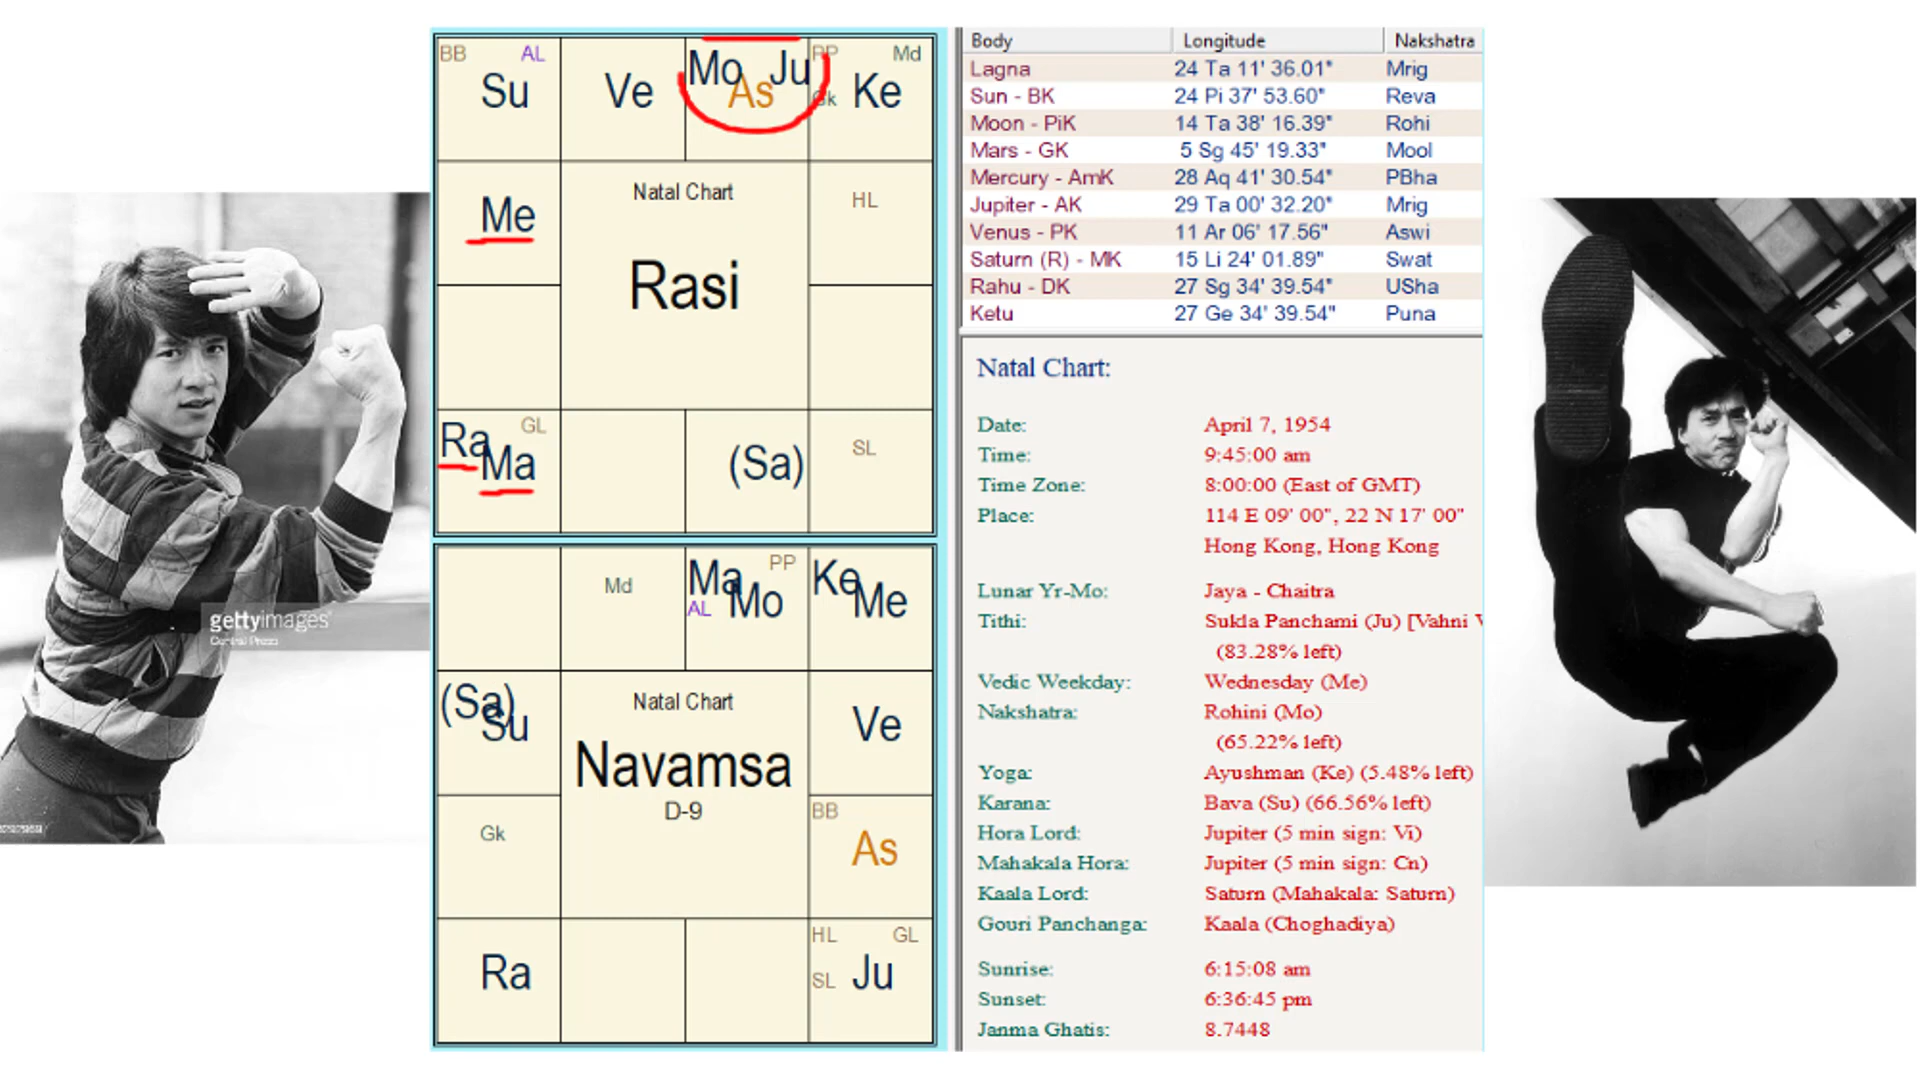 BB AL
Su
Ve
Mo Ju
As
PP Md
Gk Ke
Me
Natal Chart
HL
Rasi
Ra GL
Ma
(Sa)
SL
Md
Ma PP
AL Mo
Ke
Me
(Sa)
Su
Natal Chart
Navamsa
D-9
Ve
Gk
BB
As
Ra
HL GL
SL Ju
Body Longitude Nakshatra
Lagna 24 Ta 11' 36.01" Mrig
Sun - BK 24 Pi 37' 53.60" Reva
Moon - PiK 14 Ta 38' 16.39" Rohi
Mars - GK 5 Sg 45' 19.33" Mool
Mercury - AmK 28 Aq 41' 30.54" PBha
Jupiter - AK 29 Ta 00' 32.20" Mrig
Venus - PK 11 Ar 06' 17.56" Aswi
Saturn (R) - MK 15 Li 24' 01.89" Swat
Rahu - DK 27 Sg 34' 39.54" USha
Ketu 27 Ge 34' 39.54" Puna
Natal Chart:
Date: April 7, 1954
Time: 9:45:00 am
Time Zone: 8:00:00 (East of GMT)
Place: 114 E 09' 00", 22 N 17' 00"
Hong Kong, Hong Kong
Lunar Yr-Mo: Jaya - Chaitra
Tithi: Sukla Panchami (Ju) [Vahni
(83.28% left)
Vedic Weekday: Wednesday (Me)
Nakshatra: Rohini (Mo)
(65.22% left)
Yoga: Ayushman (Ke) (5.48% left)
Karana: Bava (Su) (66.56% left)
Hora Lord: Jupiter (5 min sign: Vi)
Mahakala Hora: Jupiter (5 min sign: Cn)
Kaala Lord: Saturn (Mahakala: Saturn)
Gouri Panchanga: Kaala (Choghadiya)
Sunrise: 6:15:08 am
Sunset: 6:36:45 pm
Janma Ghatis: 8.7448
gettyimages
Central Press